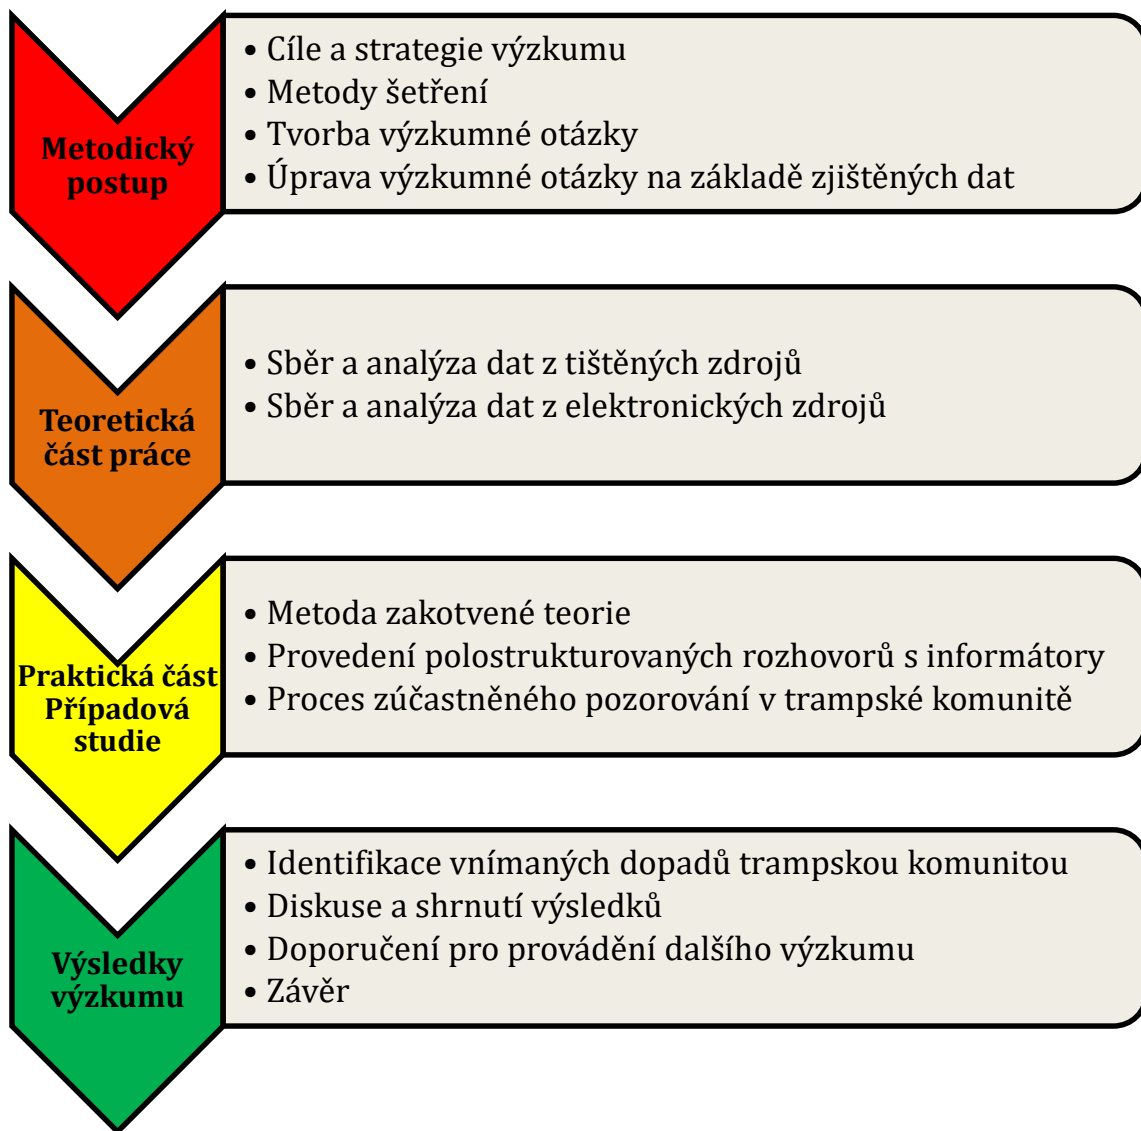 Metodický
postup
• Cíle a strategie výzkumu
• Metody šetření
• Tvorba výzkumné otázky
• Úprava výzkumné otázky na základě zjištěných dat
Teoretická
část práce
• Sběr a analýza dat z tištěných zdrojů
• Sběr a analýza dat z elektronických zdrojů
Praktická část
Případová
studie
• Metoda zakotvené teorie
• Provedení polostrukturovaných rozhovorů s informátory
• Proces zúčastněného pozorování v trampské komunitě
Výsledky
výzkumu
• Identifikace vnímaných dopadů trampskou komunitou
• Diskuse a shrnutí výsledků
• Doporučení pro provádění dalšího výzkumu
• Závěr